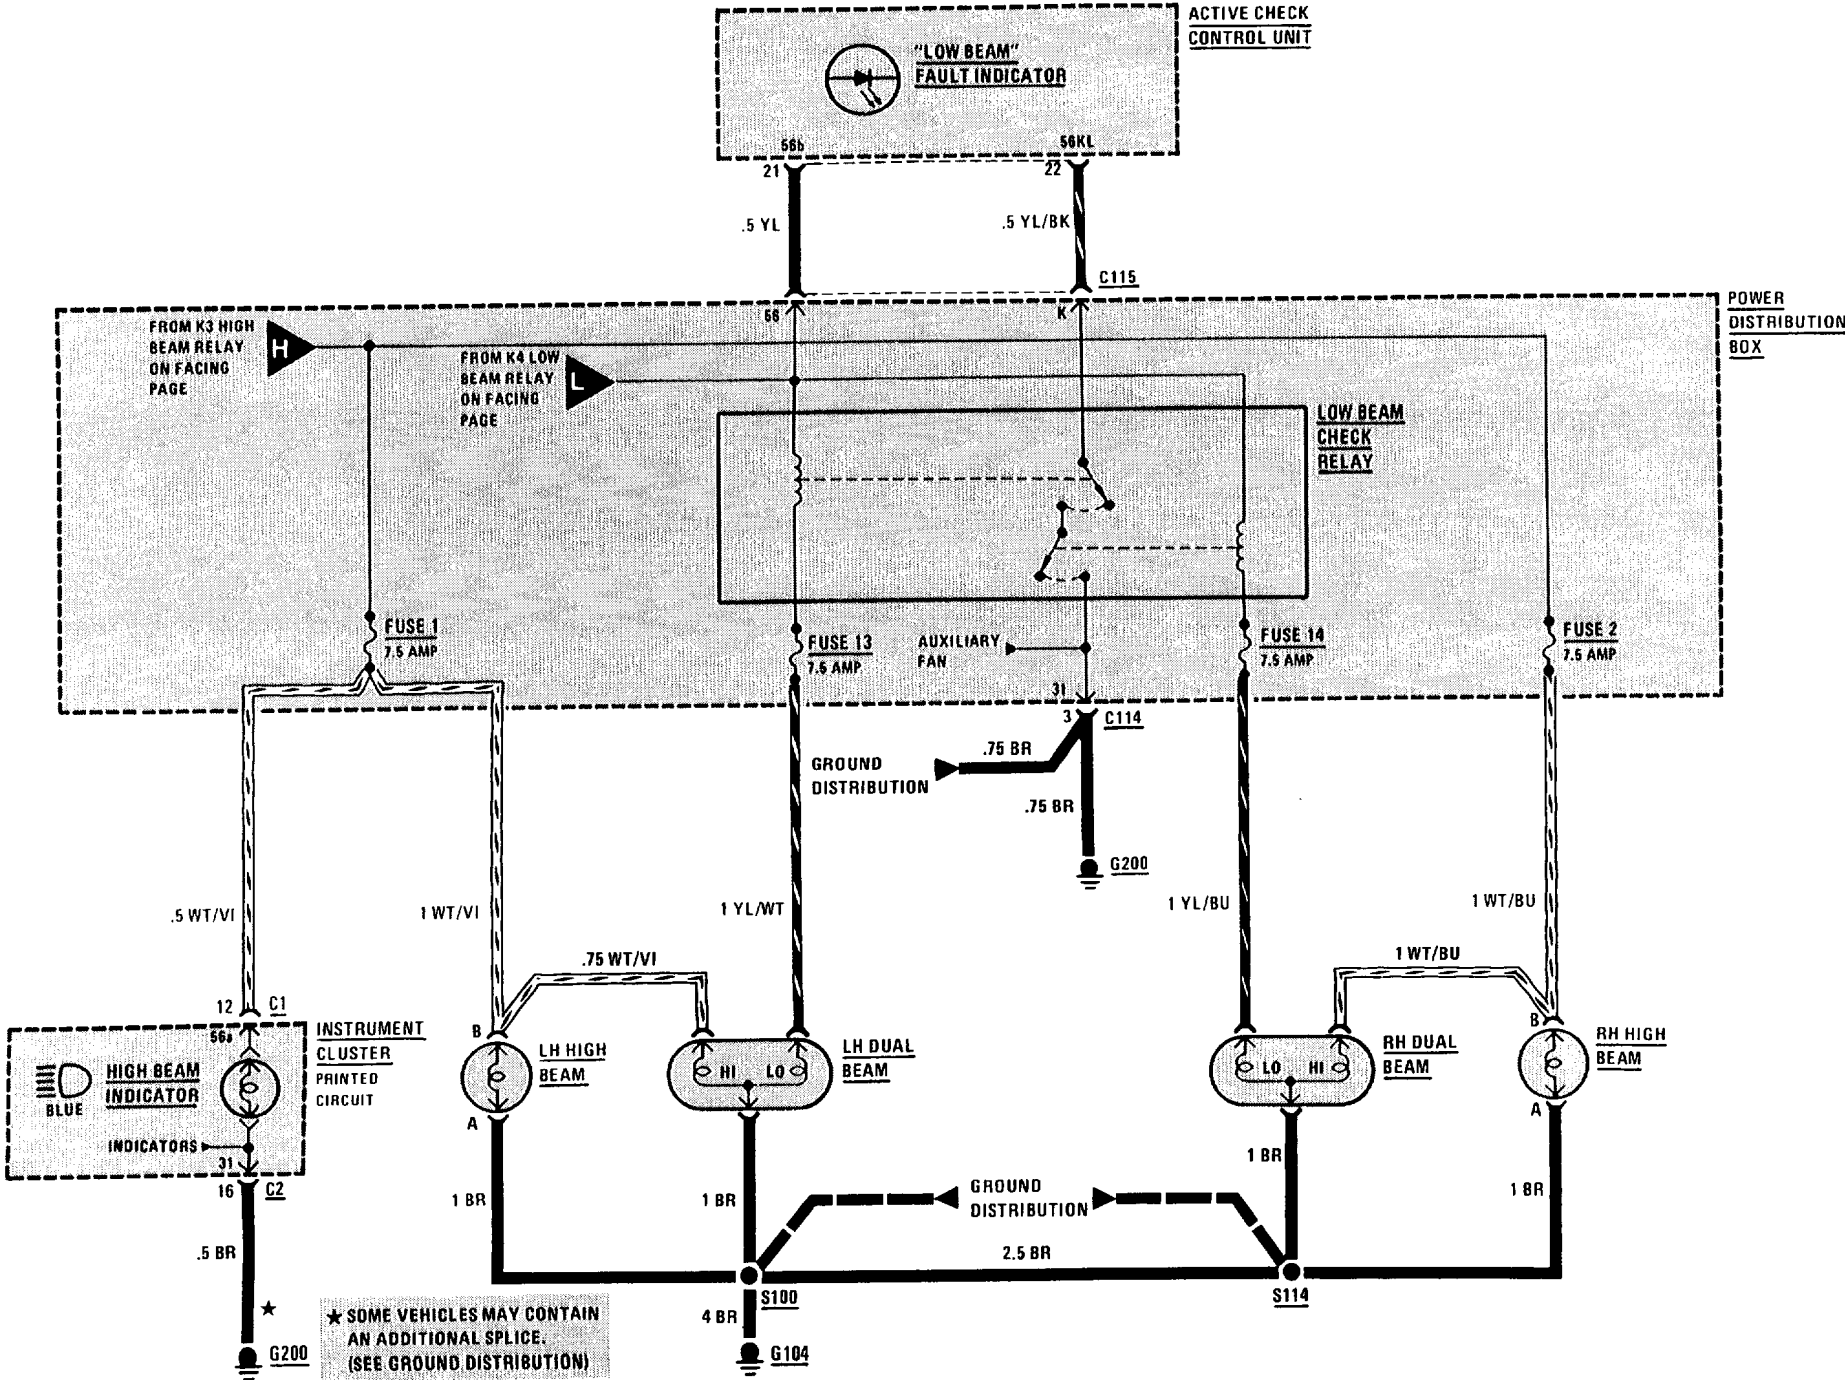 ACTIVE CHECK
CONTROL UNIT
"LOW BEAM"
FAULT INDICATOR
56b
56KL
21
22
.5 YL
.5 YL/BK
C115
POWER
DISTRIBUTION
BOX
56
K
FROM K3 HIGH
BEAM RELAY
ON FACING
PAGE
H
FROM K4 LOW
BEAM RELAY
ON FACING
PAGE
L
LOW BEAM
CHECK
RELAY
FUSE 1
7.5 AMP
FUSE 13
7.5 AMP
AUXILIARY
FAN
FUSE 14
7.5 AMP
FUSE 2
7.5 AMP
31
3
C114
.75 BR
GROUND
DISTRIBUTION
.75 BR
G200
.5 WT/VI
1 WT/VI
1 YL/WT
1 YL/BU
1 WT/BU
.75 WT/VI
1 WT/BU
12
C1
56a
INSTRUMENT
CLUSTER
PRINTED
CIRCUIT
HIGH BEAM
INDICATOR
BLUE
INDICATORS
31
16
C2
B
LH HIGH
BEAM
A
HI
LO
LH DUAL
BEAM
LO
HI
RH DUAL
BEAM
B
RH HIGH
BEAM
A
1 BR
1 BR
1 BR
1 BR
GROUND
DISTRIBUTION
2.5 BR
.5 BR
S100
S114
4 BR
G104
★
G200
★ SOME VEHICLES MAY CONTAIN
AN ADDITIONAL SPLICE.
(SEE GROUND DISTRIBUTION)